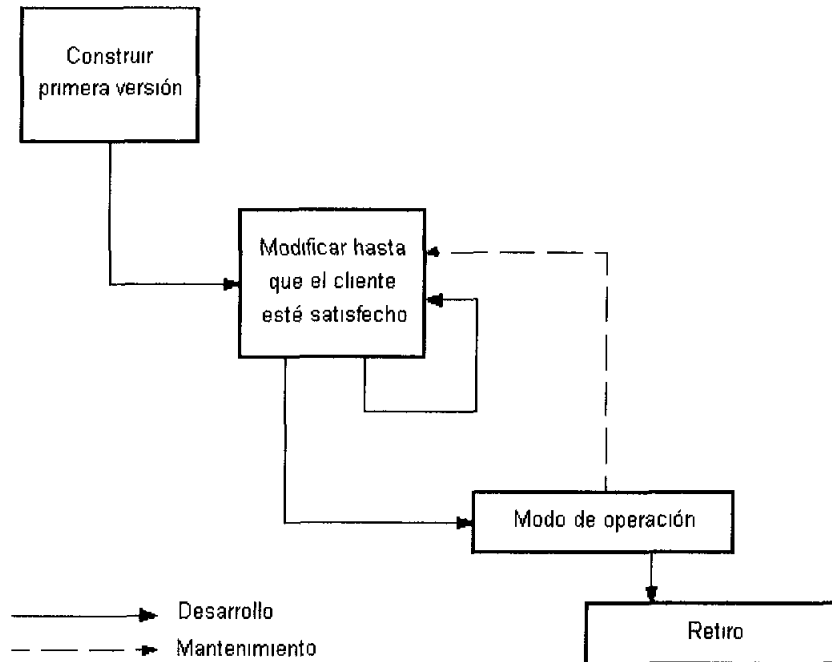 Construir
primera versión
Modificar hasta
que el cliente
esté satisfecho
Modo de operación
Desarrollo
Mantenimiento
Retiro